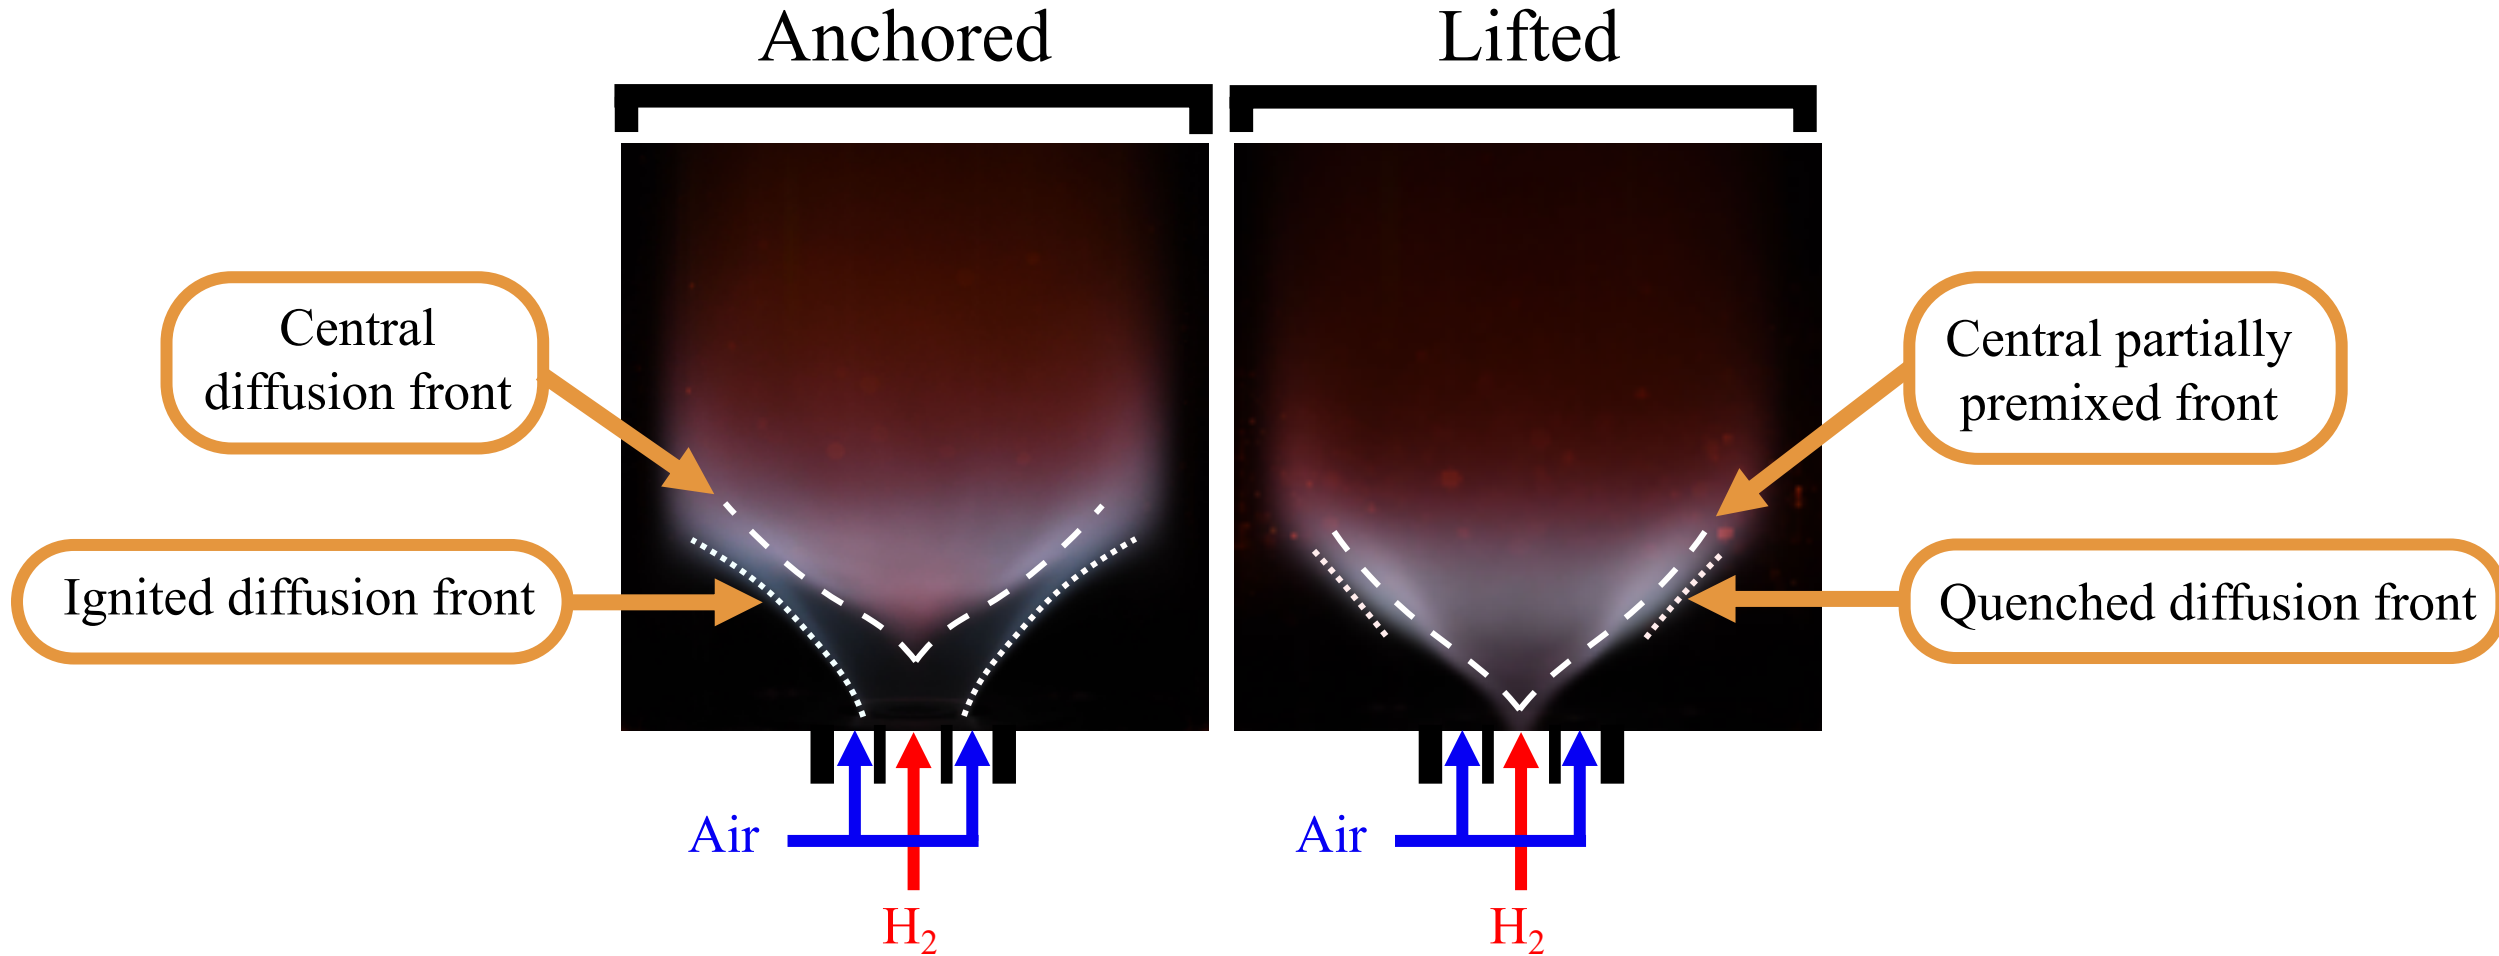 Anchored
Lifted
Central
diffusion front
Central partially
premixed front
Ignited diffusion front
Quenched diffusion front
Air
Air
H₂
H₂